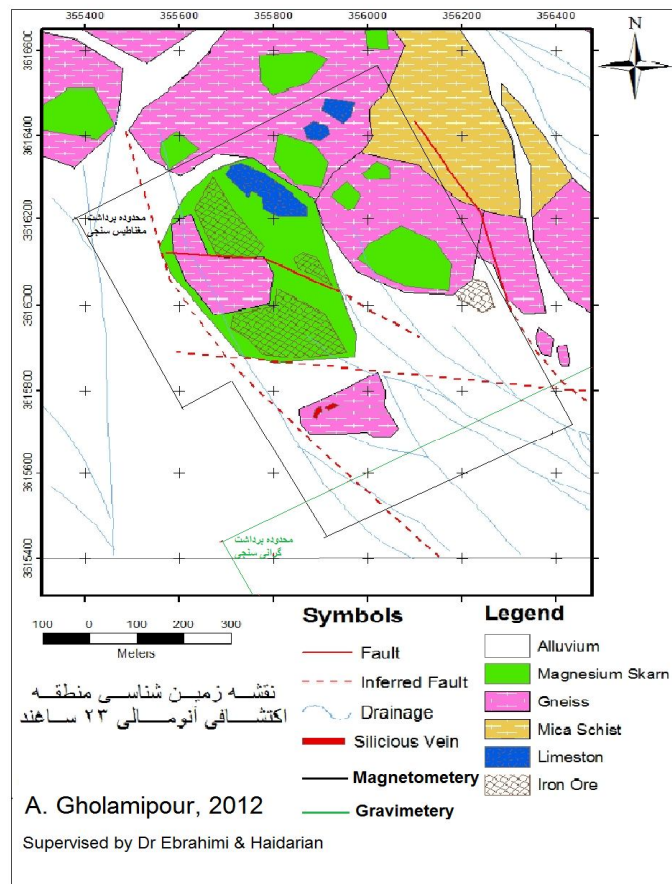 355400 355600 355800 356000 356200 356400
N
3616600
3616400
3616200
3616000
3615800
3615600
3615400
محدوده برداشت
مغناطیس سنجی
محدوده برداشت
گرانی سنجی
100 0 100 200 300
Meters
نقشه زمین شناسی منطقه
اکتشافی آنومالی ۲۳ ساغند
A. Gholamipour, 2012
Supervised by Dr Ebrahimi & Haidarian
Symbols
Fault
Inferred Fault
Drainage
Silicious Vein
Magnetometery
Gravimetery
Legend
Alluvium
Magnesium Skarn
Gneiss
Mica Schist
Limeston
Iron Ore